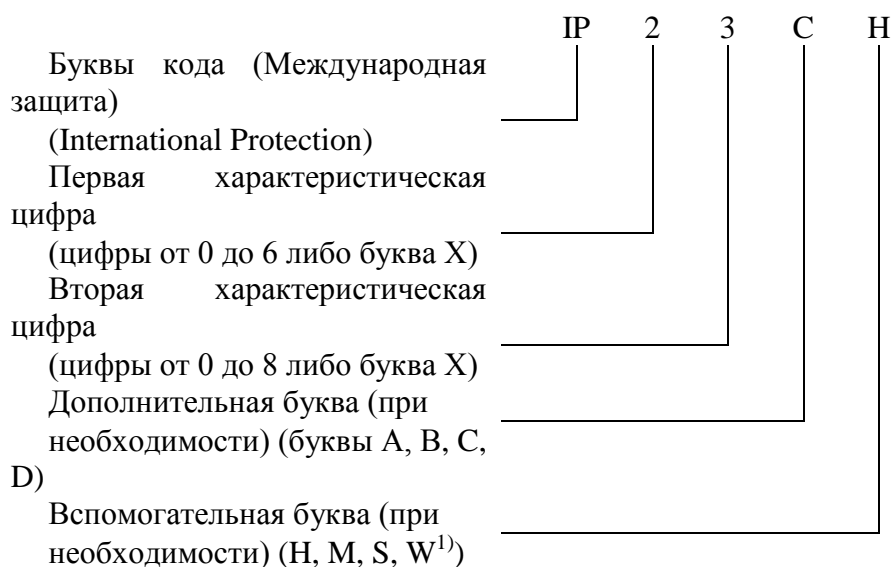 IP 2 3 C H
Буквы кода (Международная
защита)
(International Protection)
Первая характеристическая
цифра
(цифры от 0 до 6 либо буква X)
Вторая характеристическая
цифра
(цифры от 0 до 8 либо буква X)
Дополнительная буква (при
необходимости) (буквы A, B, C,
D)
Вспомогательная буква (при
необходимости) (H, M, S, W¹⁾)